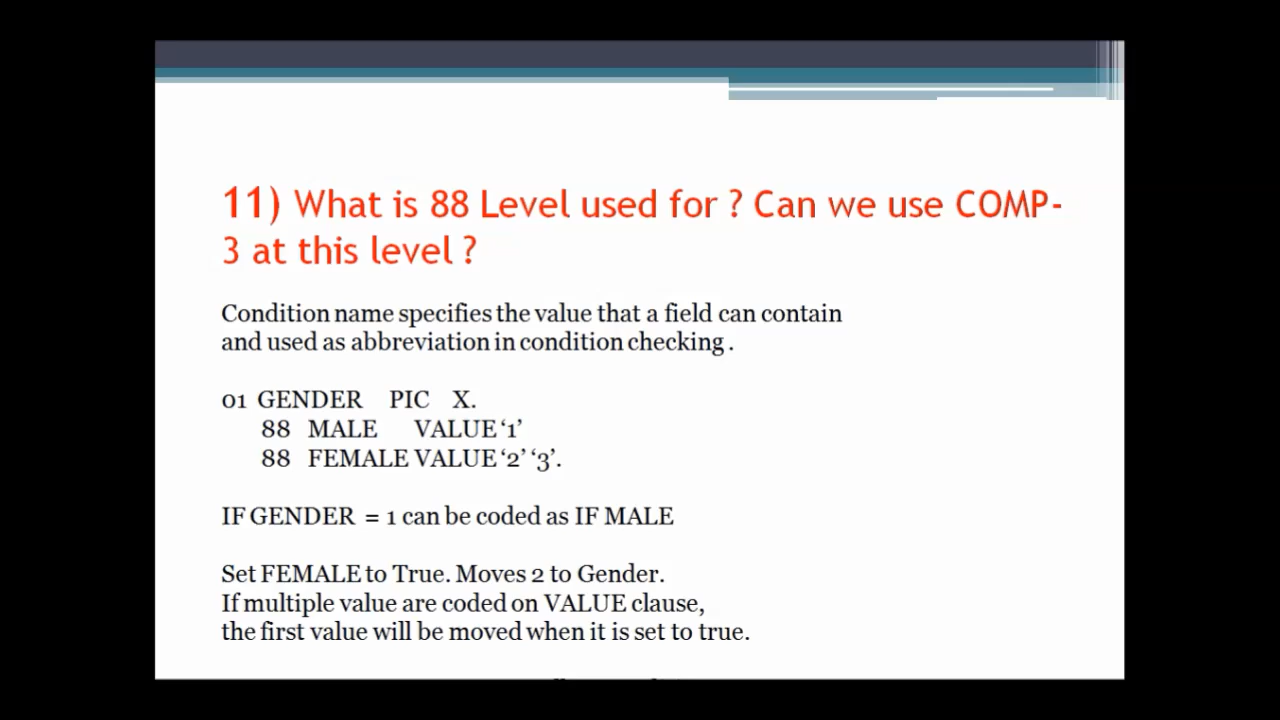 11) What is 88 Level used for ? Can we use COMP-
3 at this level ?
Condition name specifies the value that a field can contain
and used as abbreviation in condition checking .
01 GENDER PIC X.
88 MALE VALUE ‘1’
88 FEMALE VALUE ‘2’ ‘3’.
IF GENDER = 1 can be coded as IF MALE
Set FEMALE to True. Moves 2 to Gender.
If multiple value are coded on VALUE clause,
the first value will be moved when it is set to true.